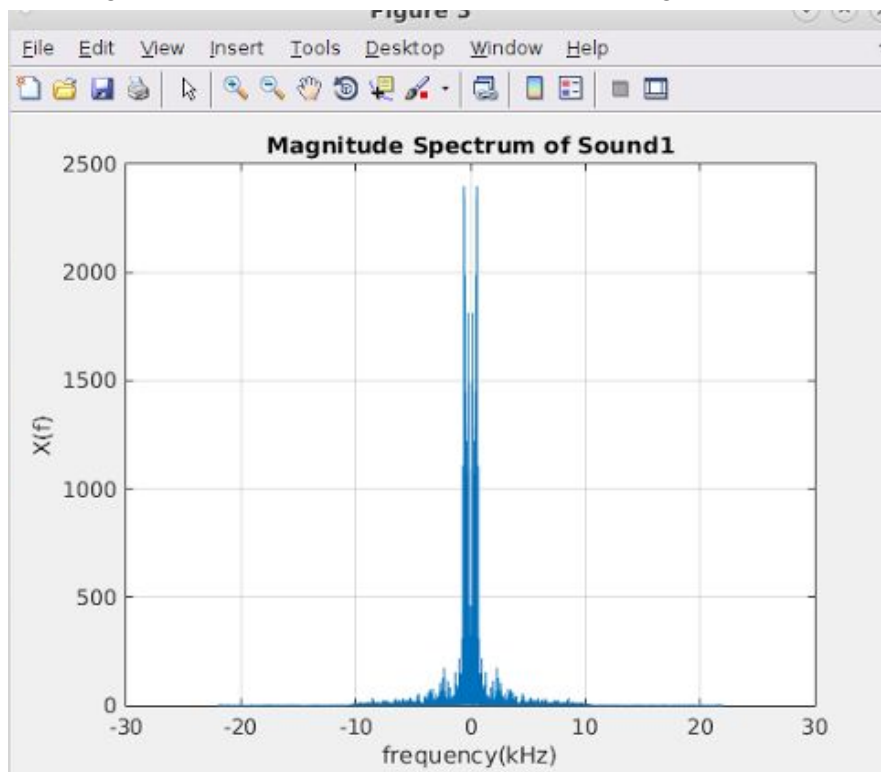 Figure 3
File Edit View Insert Tools Desktop Window Help
Magnitude Spectrum of Sound1
2500
2000
1500
1000
500
0
X(f)
-30 -20 -10 0 10 20 30
frequency(kHz)